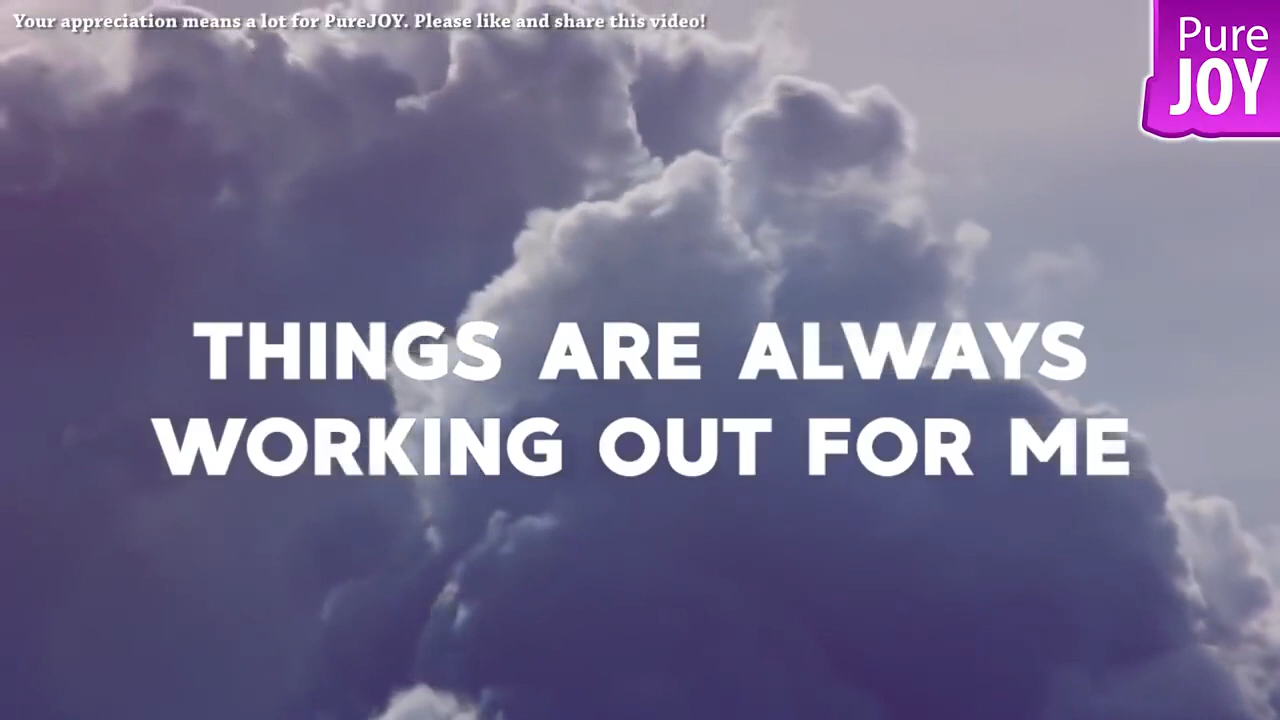 Your appreciation means a lot for PureJOY. Please like and share this video!
Pure
JOY
THINGS ARE ALWAYS
WORKING OUT FOR ME